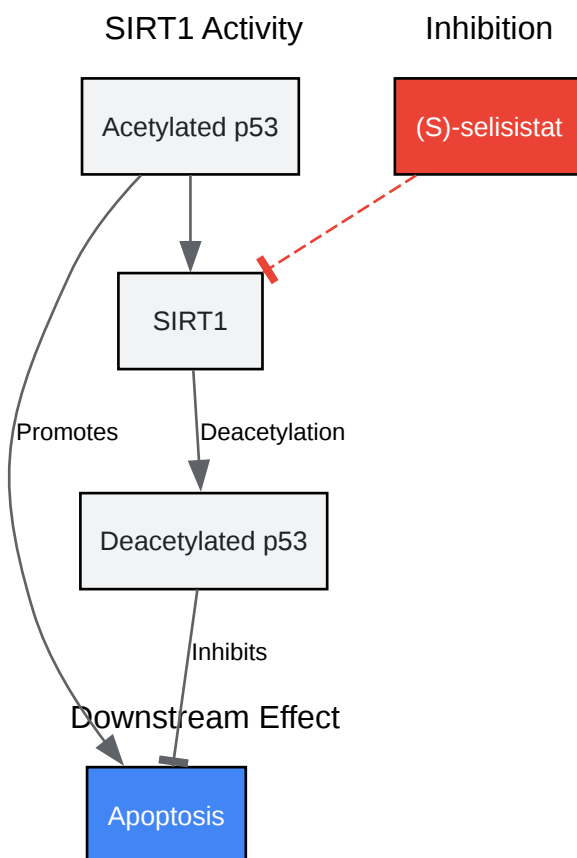 SIRT1 Activity
Inhibition
Acetylated p53
(S)-selisistat
SIRT1
Promotes
Deacetylation
Deacetylated p53
Inhibits
Downstream Effect
Apoptosis